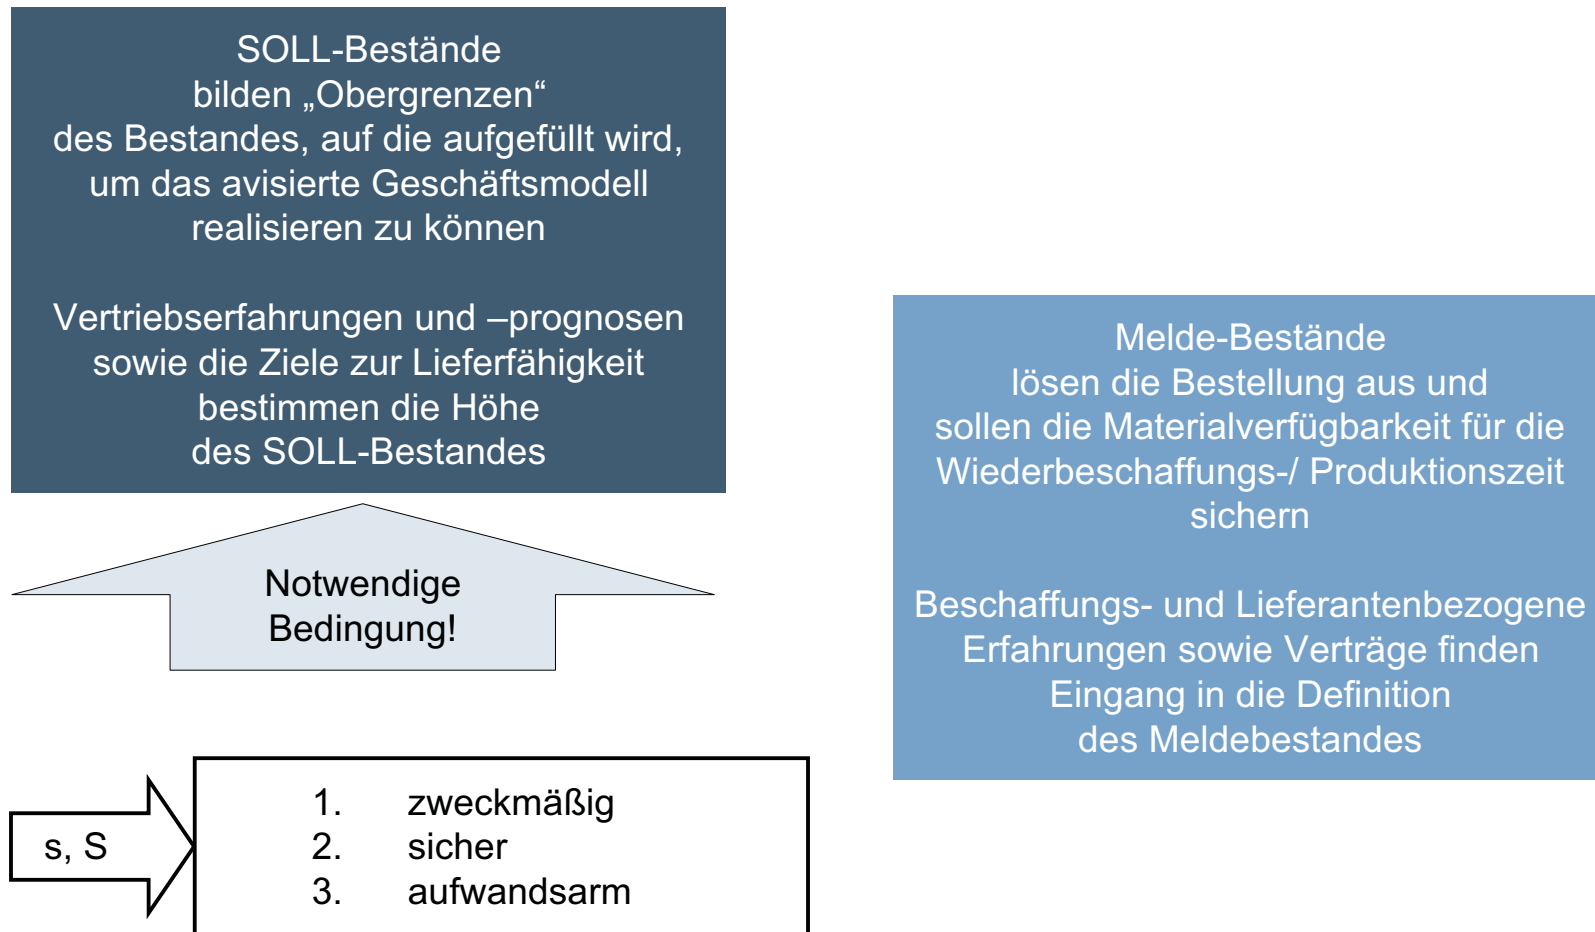 SOLL-Bestände
bilden „Obergrenzen“
des Bestandes, auf die aufgefüllt wird,
um das avisierte Geschäftsmodell
realisieren zu können
Vertriebserfahrungen und –prognosen
sowie die Ziele zur Lieferfähigkeit
bestimmen die Höhe
des SOLL-Bestandes
Notwendige
Bedingung!
s, S
1. zweckmäßig
2. sicher
3. aufwandsarm
Melde-Bestände
lösen die Bestellung aus und
sollen die Materialverfügbarkeit für die
Wiederbeschaffungs-/ Produktionszeit
sichern
Beschaffungs- und Lieferantenbezogene
Erfahrungen sowie Verträge finden
Eingang in die Definition
des Meldebestandes